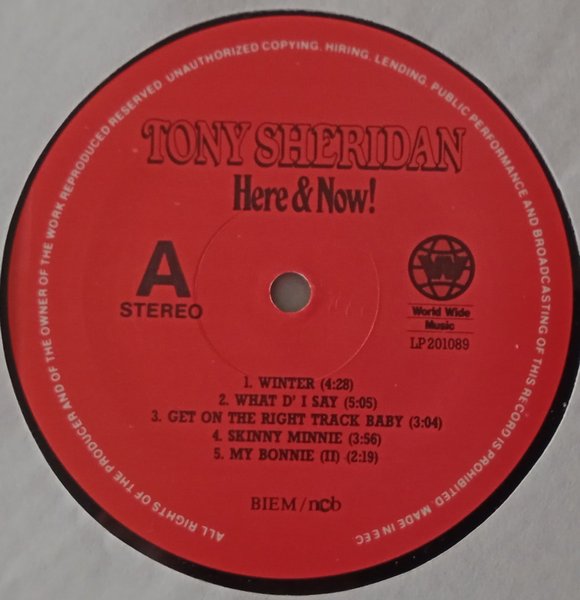 ALL RIGHTS OF THE PRODUCER AND OF THE OWNER OF THE WORK REPRODUCED RESERVED. UNAUTHORIZED COPYING, HIRING, LENDING, PUBLIC PERFORMANCE AND BROADCASTING OF THIS RECORD IS PROHIBITED. MADE IN EEC
TONY SHERIDAN
Here & Now!
A
STEREO
W
World Wide
Music
LP 201089
1. WINTER (4:28)
2. WHAT D' I SAY (5:05)
3. GET ON THE RIGHT TRACK BABY (3:04)
4. SKINNY MINNIE (3:56)
5. MY BONNIE (II) (2:19)
BIEM/ncb